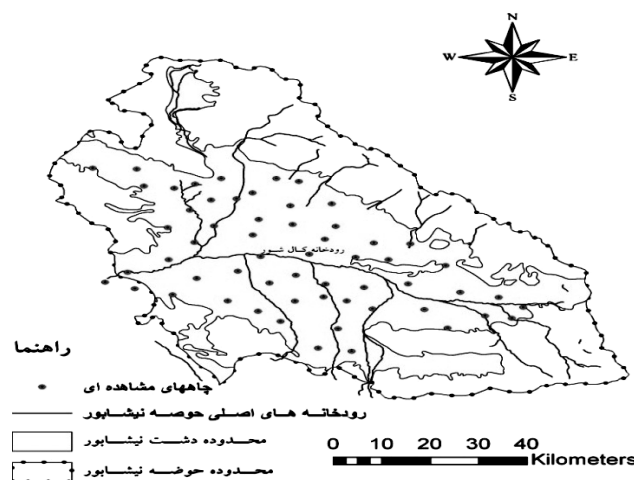 N
W E
S
رودخانه کال شور
راهنما
چاههای مشاهده ای
رودخانه های اصلی حوضه نیشابور
محدوده دشت نیشابور
محدوده حوضه نیشابور
0 5 10 20 30 40
Kilometers